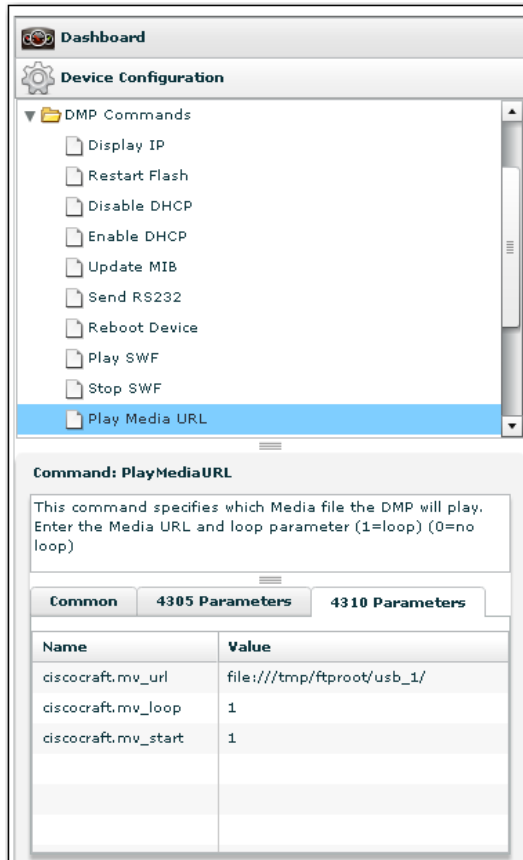 Dashboard
Device Configuration
DMP Commands
Display IP
Restart Flash
Disable DHCP
Enable DHCP
Update MIB
Send RS232
Reboot Device
Play SWF
Stop SWF
Play Media URL
Command: PlayMediaURL
This command specifies which Media file the DMP will play.
Enter the Media URL and loop parameter (1=loop) (0=no
loop)
Common 4305 Parameters 4310 Parameters
Name Value
ciscocraft.mv_url file:///tmp/ftproot/usb_1/
ciscocraft.mv_loop 1
ciscocraft.mv_start 1